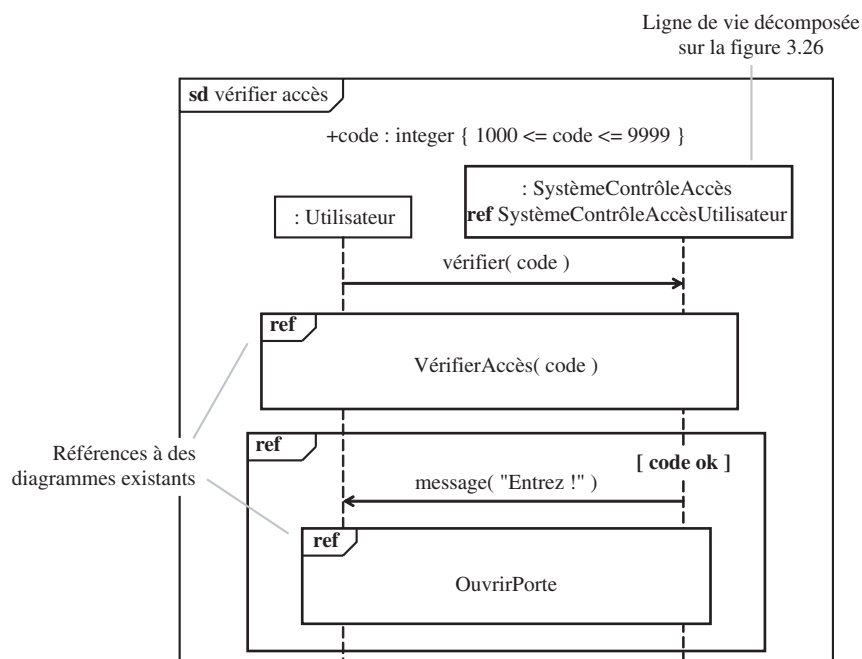 Ligne de vie décomposée
sur la figure 3.26
sd vérifier accès
+code : integer { 1000 <= code <= 9999 }
: SystèmeContrôleAccès
ref SystèmeContrôleAccèsUtilisateur
: Utilisateur
vérifier( code )
ref
VérifierAccès( code )
Références à des
diagrammes existants
ref
[ code ok ]
message( "Entrez !" )
ref
OuvrirPorte